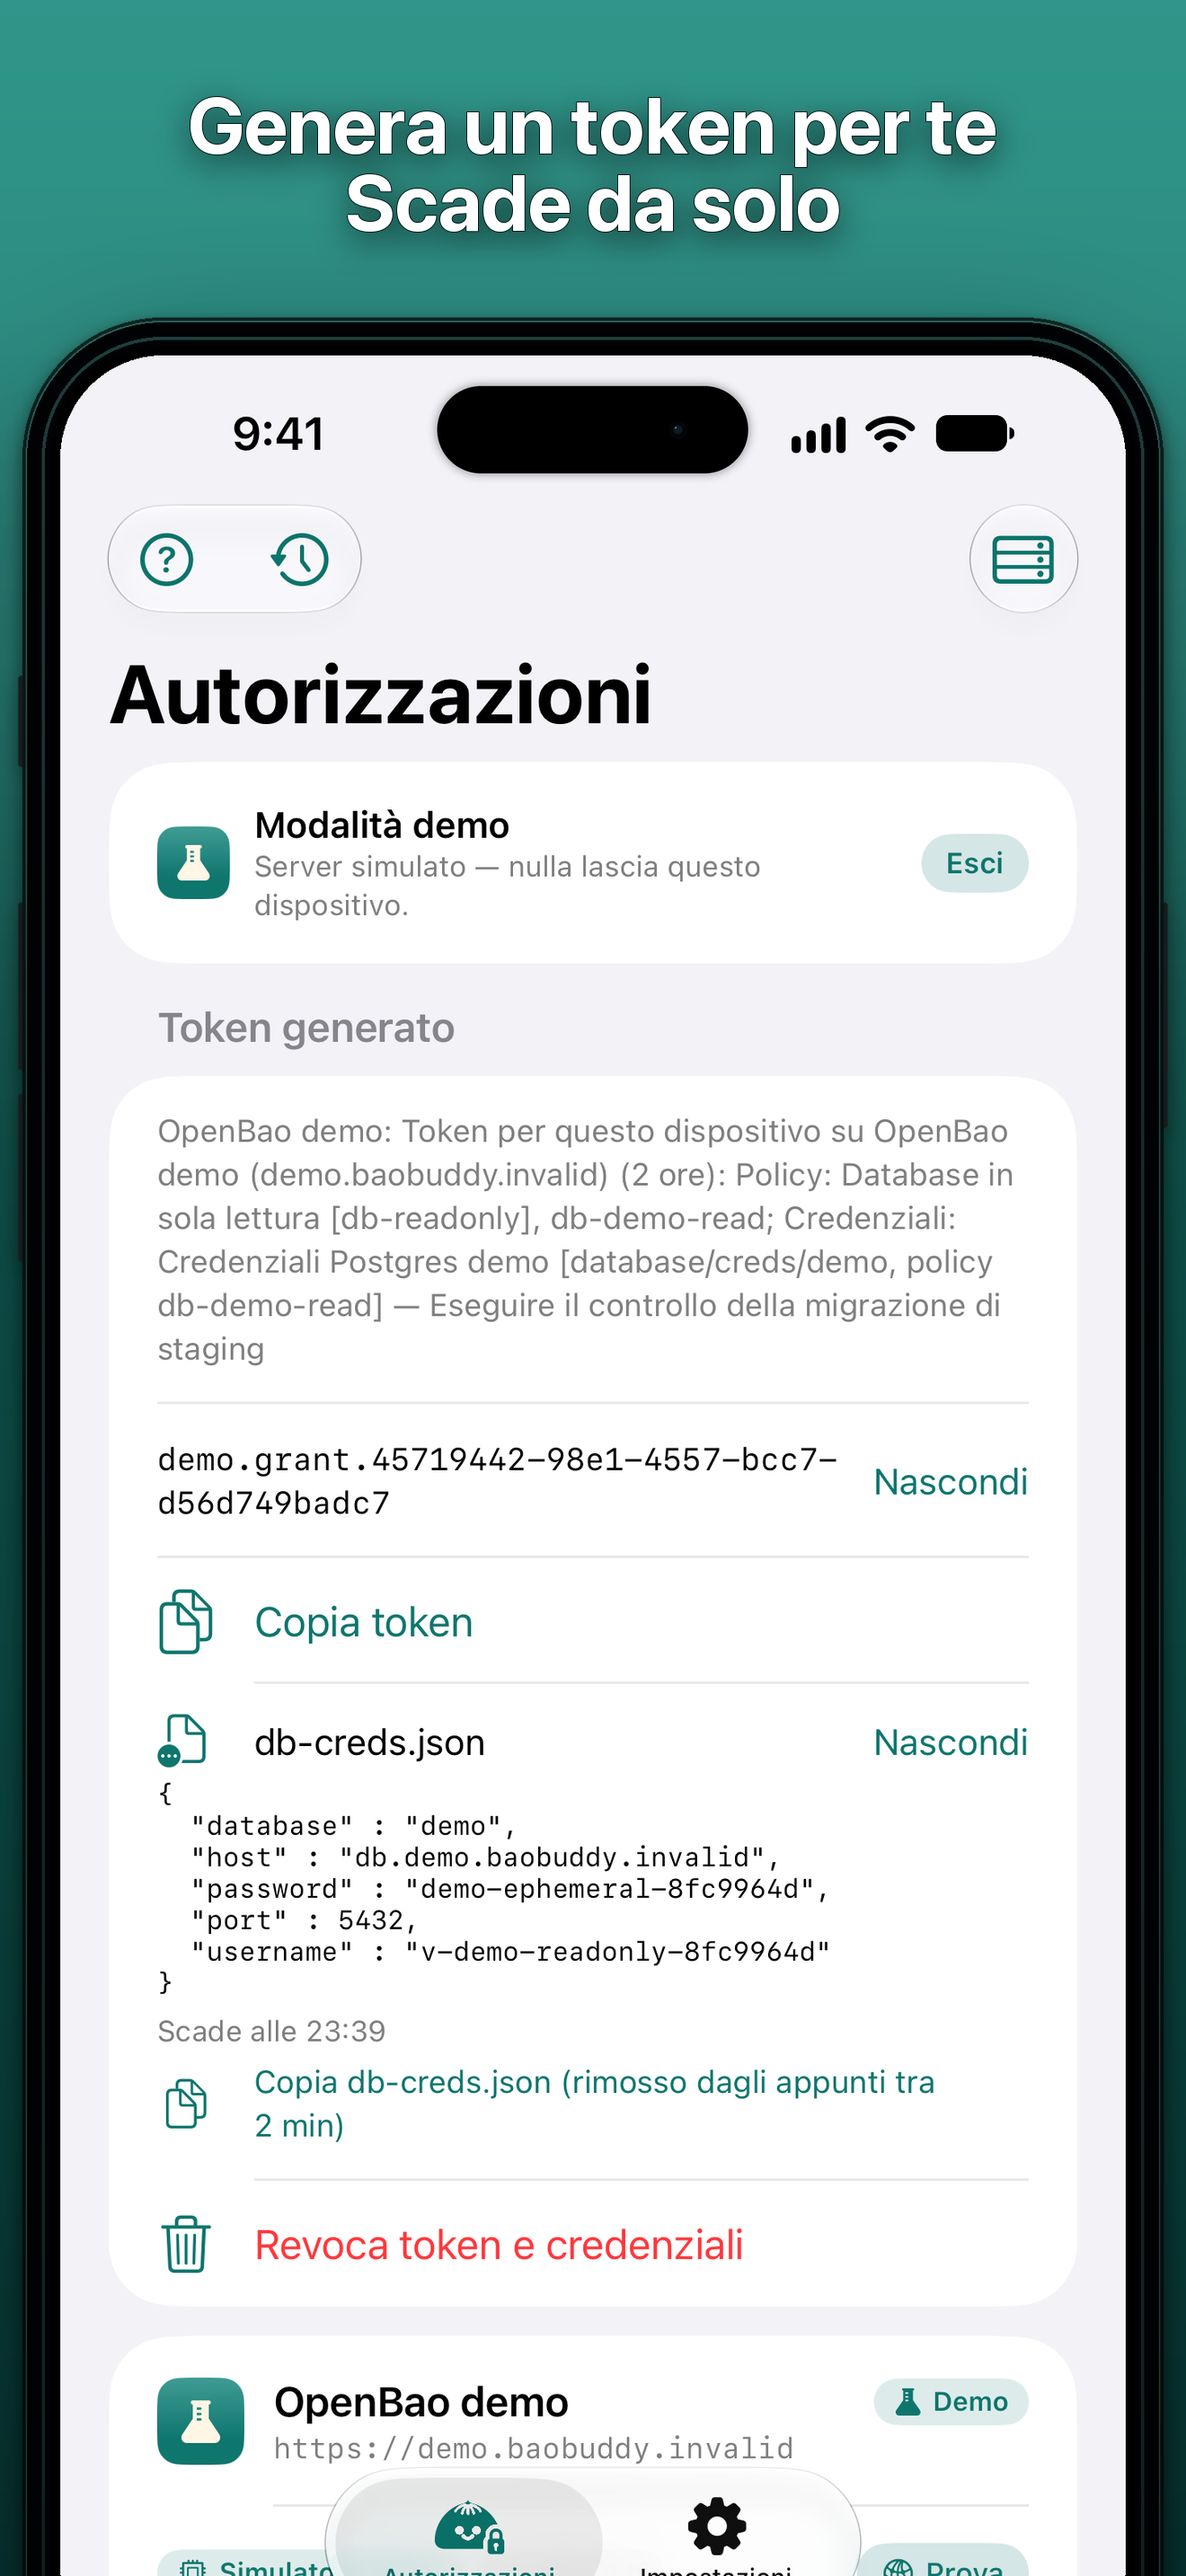 Genera un token per te
Scade da solo
9:41
Autorizzazioni
Modalità demo
Server simulato — nulla lascia questo
dispositivo.
Esci
Token generato
OpenBao demo: Token per questo dispositivo su OpenBao
demo (demo.baobuddy.invalid) (2 ore): Policy: Database in
sola lettura [db-readonly], db-demo-read; Credenziali:
Credenziali Postgres demo [database/creds/demo, policy
db-demo-read] — Eseguire il controllo della migrazione di
staging
demo.grant.45719442-98e1-4557-bcc7-
d56d749badc7
Nascondi
Copia token
db-creds.json
Nascondi
{
  "database" : "demo",
  "host" : "db.demo.baobuddy.invalid",
  "password" : "demo-ephemeral-8fc9964d",
  "port" : 5432,
  "username" : "v-demo-readonly-8fc9964d"
}
Scade alle 23:39
Copia db-creds.json (rimosso dagli appunti tra
2 min)
Revoca token e credenziali
OpenBao demo
Demo
https://demo.baobuddy.invalid
Simulato
Autorizzazioni
Impostazioni
Prova